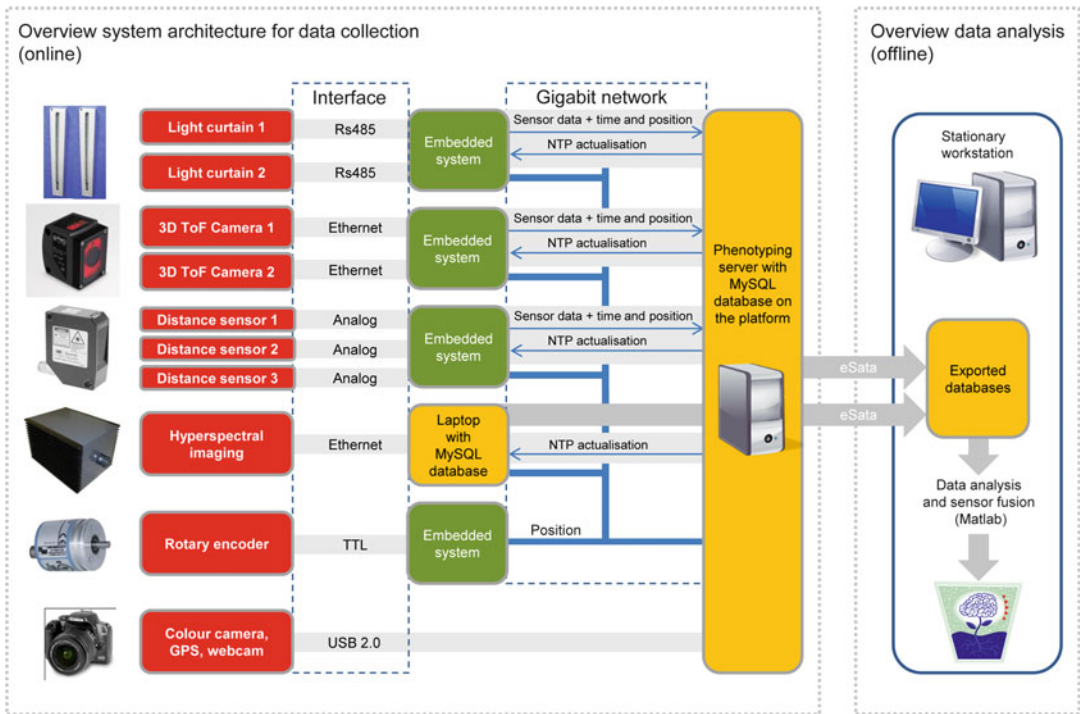 Overview system architecture for data collection
(online)
Overview data analysis
(offline)
Interface
Gigabit network
Light curtain 1
Rs485
Light curtain 2
Rs485
Embedded
system
Sensor data + time and position
NTP actualisation
3D ToF Camera 1
Ethernet
3D ToF Camera 2
Ethernet
Embedded
system
Sensor data + time and position
NTP actualisation
Distance sensor 1
Analog
Distance sensor 2
Analog
Distance sensor 3
Analog
Embedded
system
Sensor data + time and position
NTP actualisation
Hyperspectral
imaging
Ethernet
Laptop
with
MySQL
database
NTP actualisation
Rotary encoder
TTL
Embedded
system
Position
Colour camera,
GPS, webcam
USB 2.0
Phenotyping
server with
MySQL
database on
the platform
eSata
eSata
Stationary
workstation
Exported
databases
Data analysis
and sensor fusion
(Matlab)